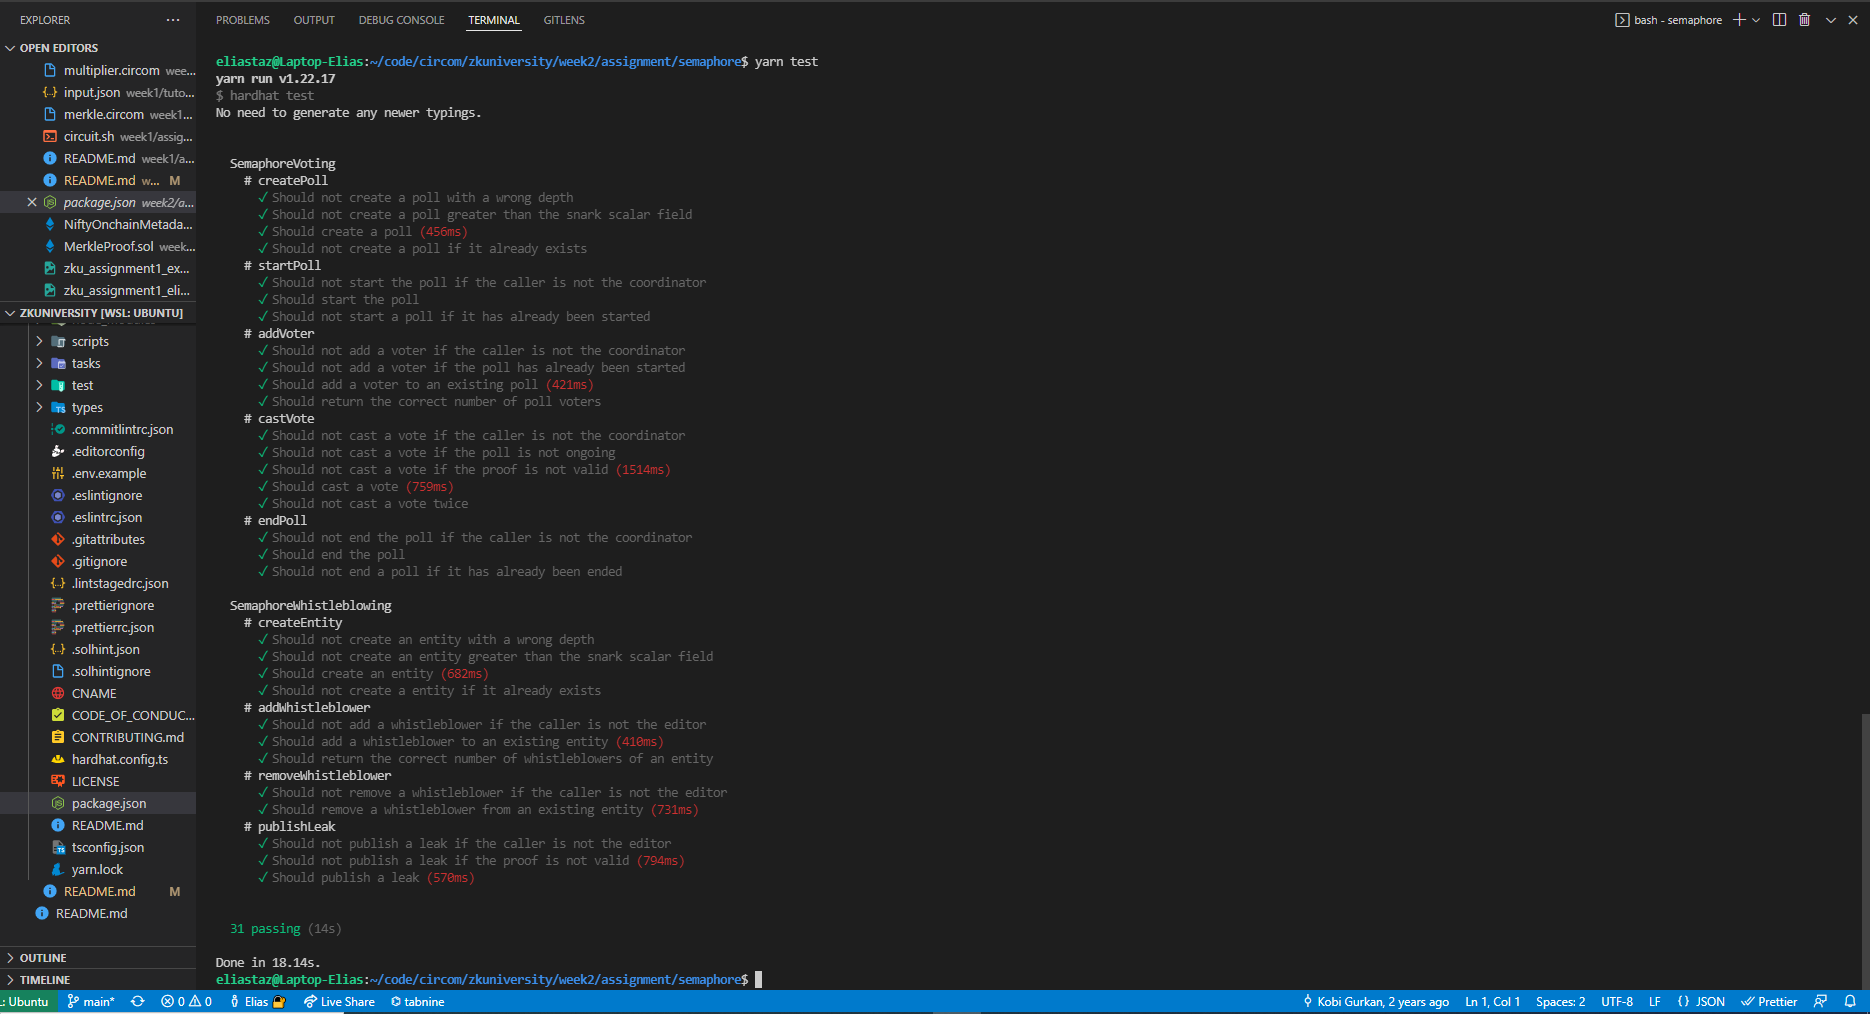 EXPLORER
OPEN EDITORS
multiplier.circom wee...
input.json week1/tuto...
merkle.circom week1...
circuit.sh week1/assig...
README.md week1/a...
README.md w... M
package.json week2/a...
NiftyOnchainMetada...
MerkleProof.sol week...
zku_assignment1_ex...
zku_assignment1_eli...
ZKUNIVERSITY [WSL: UBUNTU]
scripts
tasks
test
types
.commitlintrc.json
.editorconfig
.env.example
.eslintignore
.eslintrc.json
.gitattributes
.gitignore
.lintstagedrc.json
.prettierignore
.prettierrc.json
.solhint.json
.solhintignore
CNAME
CODE_OF_CONDUC...
CONTRIBUTING.md
hardhat.config.ts
LICENSE
package.json
README.md
tsconfig.json
yarn.lock
README.md M
README.md
OUTLINE
TIMELINE
PROBLEMS OUTPUT DEBUG CONSOLE TERMINAL GITLENS
bash - semaphore
eliastaz@Laptop-Elias:~/code/circom/zkuniversity/week2/assignment/semaphore$ yarn test
yarn run v1.22.17
$ hardhat test
No need to generate any newer typings.
SemaphoreVoting
# createPoll
✓ Should not create a poll with a wrong depth
✓ Should not create a poll greater than the snark scalar field
✓ Should create a poll (456ms)
✓ Should not create a poll if it already exists
# startPoll
✓ Should not start the poll if the caller is not the coordinator
✓ Should start the poll
✓ Should not start a poll if it has already been started
# addVoter
✓ Should not add a voter if the caller is not the coordinator
✓ Should not add a voter if the poll has already been started
✓ Should add a voter to an existing poll (421ms)
✓ Should return the correct number of poll voters
# castVote
✓ Should not cast a vote if the caller is not the coordinator
✓ Should not cast a vote if the poll is not ongoing
✓ Should not cast a vote if the proof is not valid (1514ms)
✓ Should cast a vote (759ms)
✓ Should not cast a vote twice
# endPoll
✓ Should not end the poll if the caller is not the coordinator
✓ Should end the poll
✓ Should not end a poll if it has already been ended
SemaphoreWhistleblowing
# createEntity
✓ Should not create an entity with a wrong depth
✓ Should not create an entity greater than the snark scalar field
✓ Should create an entity (682ms)
✓ Should not create a entity if it already exists
# addWhistleblower
✓ Should not add a whistleblower if the caller is not the editor
✓ Should add a whistleblower to an existing entity (410ms)
✓ Should return the correct number of whistleblowers of an entity
# removeWhistleblower
✓ Should not remove a whistleblower if the caller is not the editor
✓ Should remove a whistleblower from an existing entity (731ms)
# publishLeak
✓ Should not publish a leak if the caller is not the editor
✓ Should not publish a leak if the proof is not valid (794ms)
✓ Should publish a leak (570ms)
31 passing (14s)
Done in 18.14s.
eliastaz@Laptop-Elias:~/code/circom/zkuniversity/week2/assignment/semaphore$
: Ubuntu main* 0 0 Elias Live Share tabnine Kobi Gurkan, 2 years ago Ln 1, Col 1 Spaces: 2 UTF-8 LF {} JSON Prettier